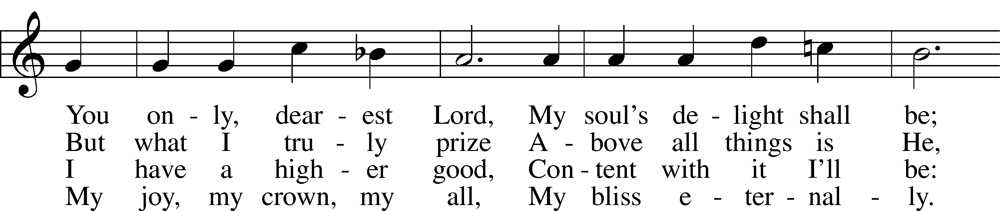 You on - ly, dear - est Lord, My soul’s de - light shall be;
But what I tru - ly prize A - bove all things is He,
I have a high - er good, Con - tent with it I’ll be:
My joy, my crown, my all, My bliss e - ter - nal - ly.